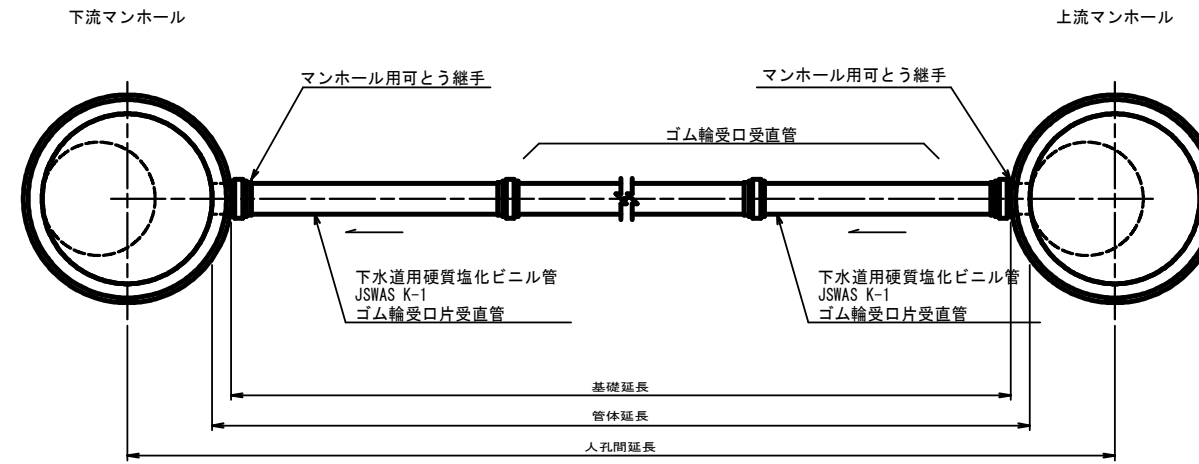 下流マンホール
上流マンホール
マンホール用可とう継手
マンホール用可とう継手
ゴム輪受口受直管
下水道用硬質塩化ビニル管
JSWAS K-1
ゴム輪受口片受直管
下水道用硬質塩化ビニル管
JSWAS K-1
ゴム輪受口片受直管
基礎延長
管体延長
人孔間延長